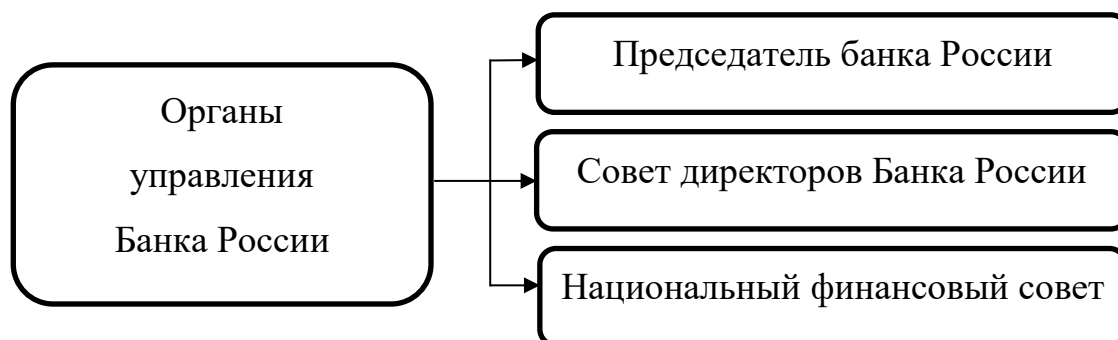 Органы
управления
Банка России
Председатель банка России
Совет директоров Банка России
Национальный финансовый совет